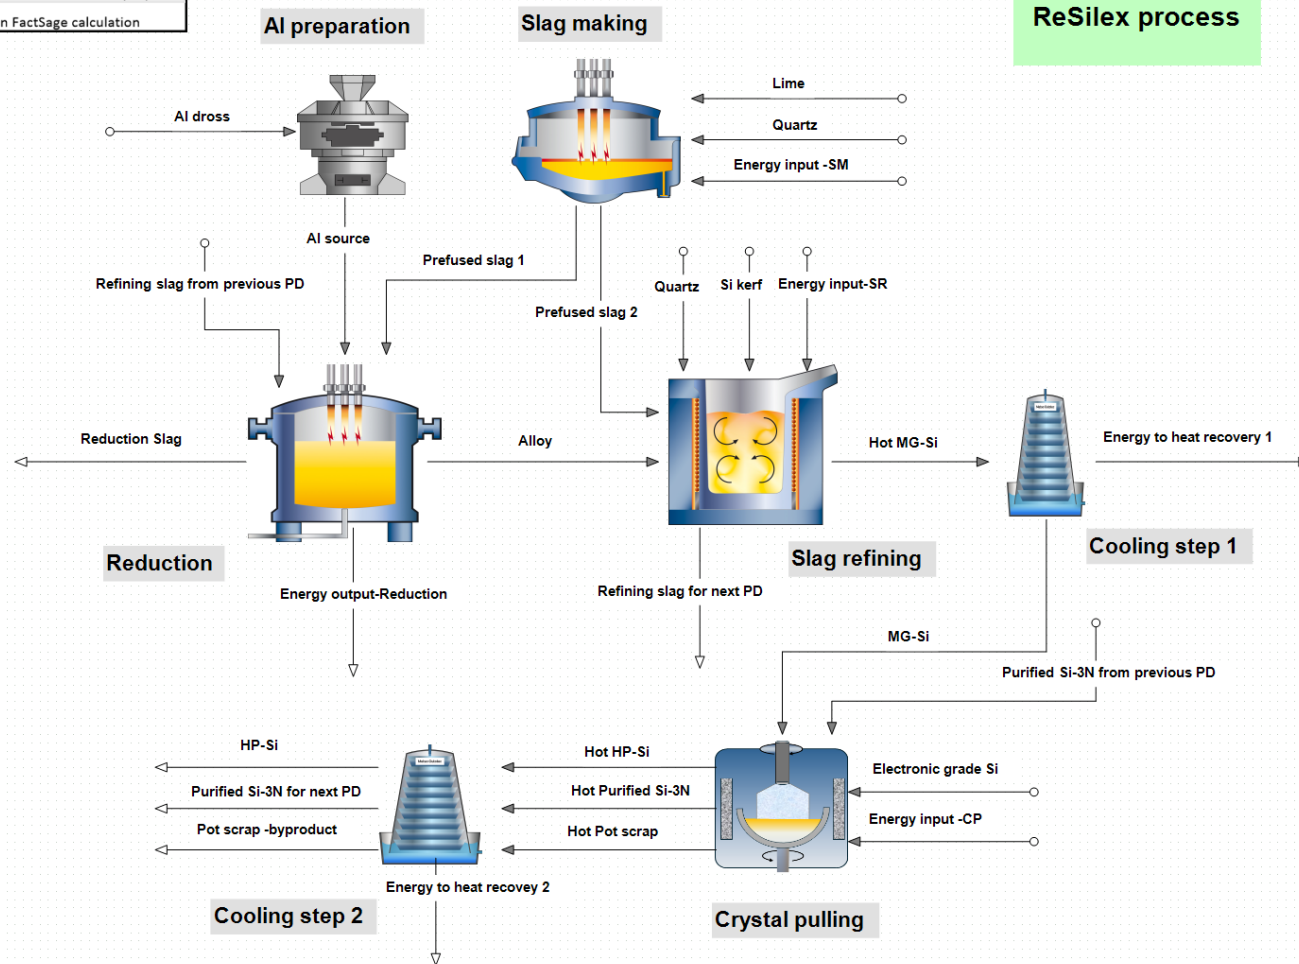 n FactSage calculation
Al preparation
Slag making
ReSilex process
Lime
Al dross
Quartz
Energy input -SM
Al source
Prefused slag 1
Refining slag from previous PD
Quartz
Si kerf
Energy input-SR
Prefused slag 2
Reduction Slag
Alloy
Hot MG-Si
Energy to heat recovery 1
Reduction
Slag refining
Cooling step 1
Energy output-Reduction
Refining slag for next PD
MG-Si
Purified Si-3N from previous PD
HP-Si
Hot HP-Si
Electronic grade Si
Purified Si-3N for next PD
Hot Purified Si-3N
Energy input -CP
Pot scrap -byproduct
Hot Pot scrap
Energy to heat recovey 2
Cooling step 2
Crystal pulling